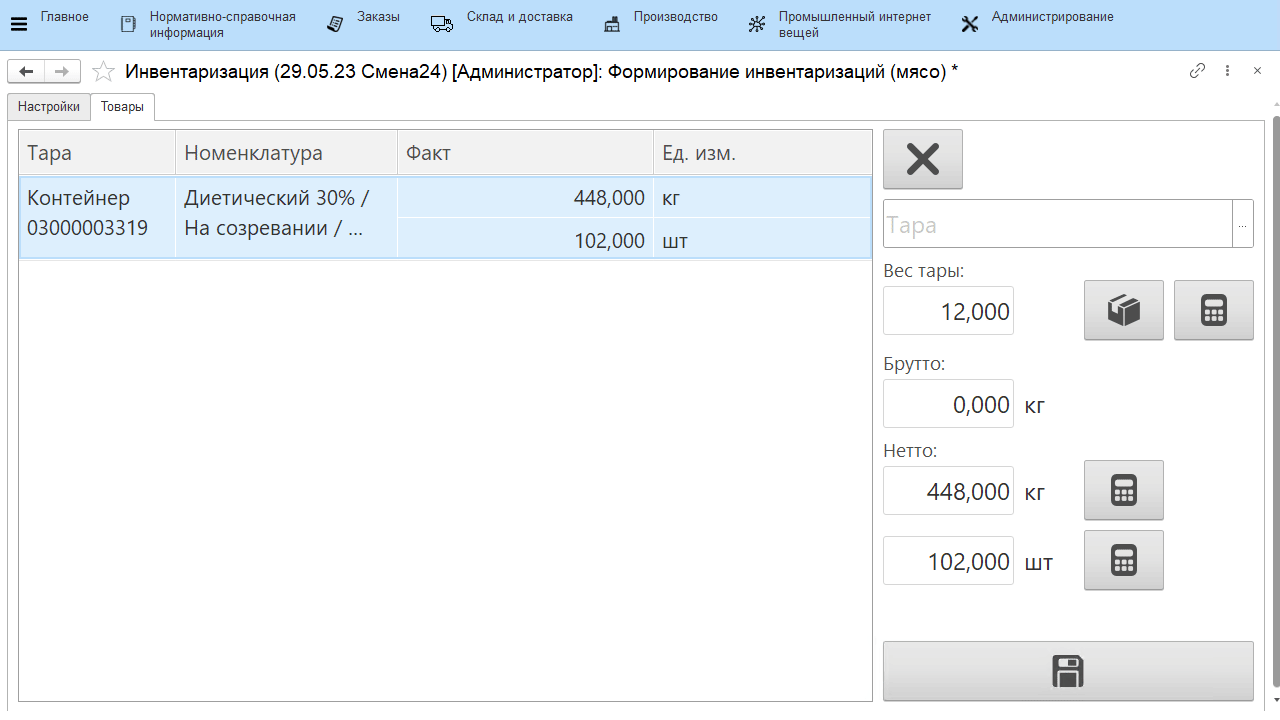 Главное
Нормативно-справочная
информация
Заказы
Склад и доставка
Производство
Промышленный интернет
вещей
Администрирование
Инвентаризация (29.05.23 Смена24) [Администратор]: Формирование инвентаризаций (мясо) *
Настройки
Товары
Тара
Номенклатура
Факт
Ед. изм.
Контейнер
03000003319
Диетический 30% /
На созревании / ...
448,000
кг
102,000
шт
Тара
...
Вес тары:
12,000
Брутто:
0,000 кг
Нетто:
448,000 кг
102,000 шт